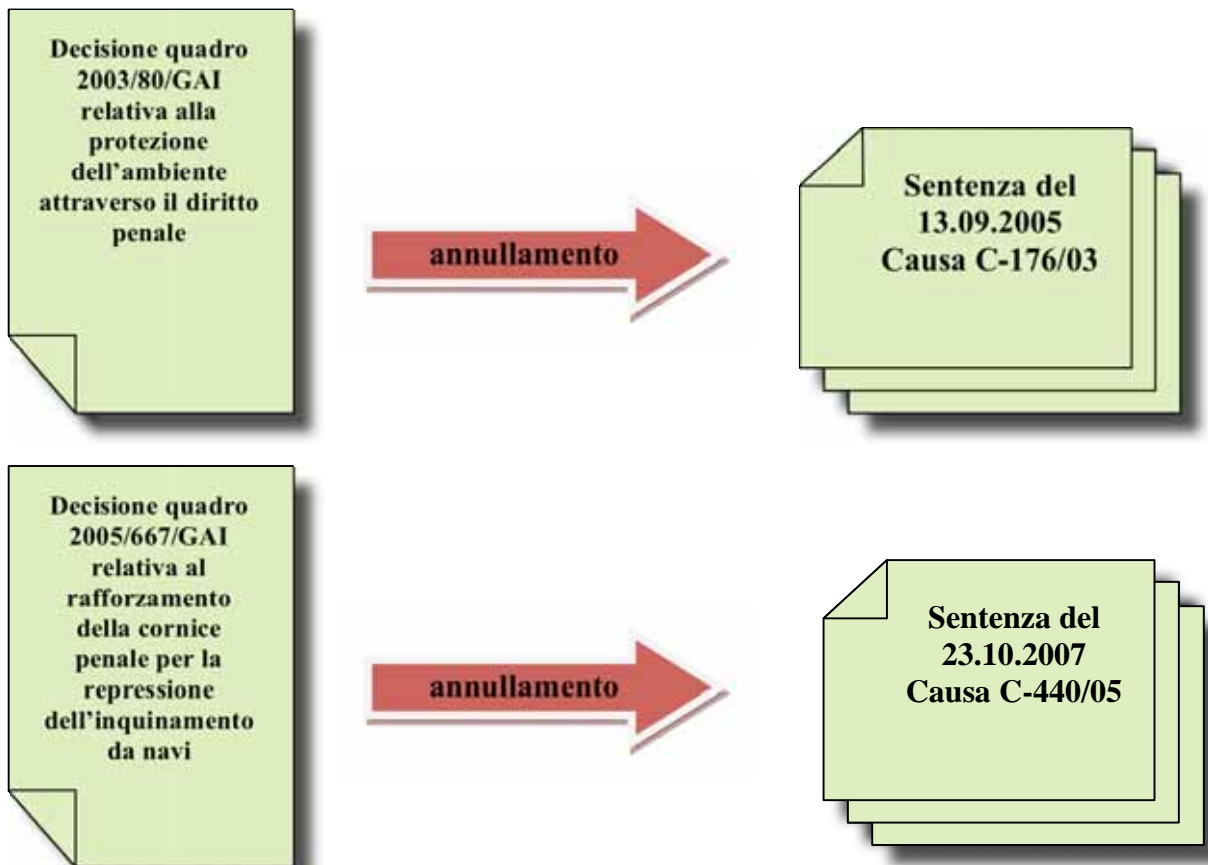 Decisione quadro
2003/80/GAI
relativa alla
protezione
dell'ambiente
attraverso il diritto
penale
annullamento
Sentenza del
13.09.2005
Causa C-176/03
Decisione quadro
2005/667/GAI
relativa al
rafforzamento
della cornice
penale per la
repressione
dell'inquinamento
da navi
annullamento
Sentenza del
23.10.2007
Causa C-440/05